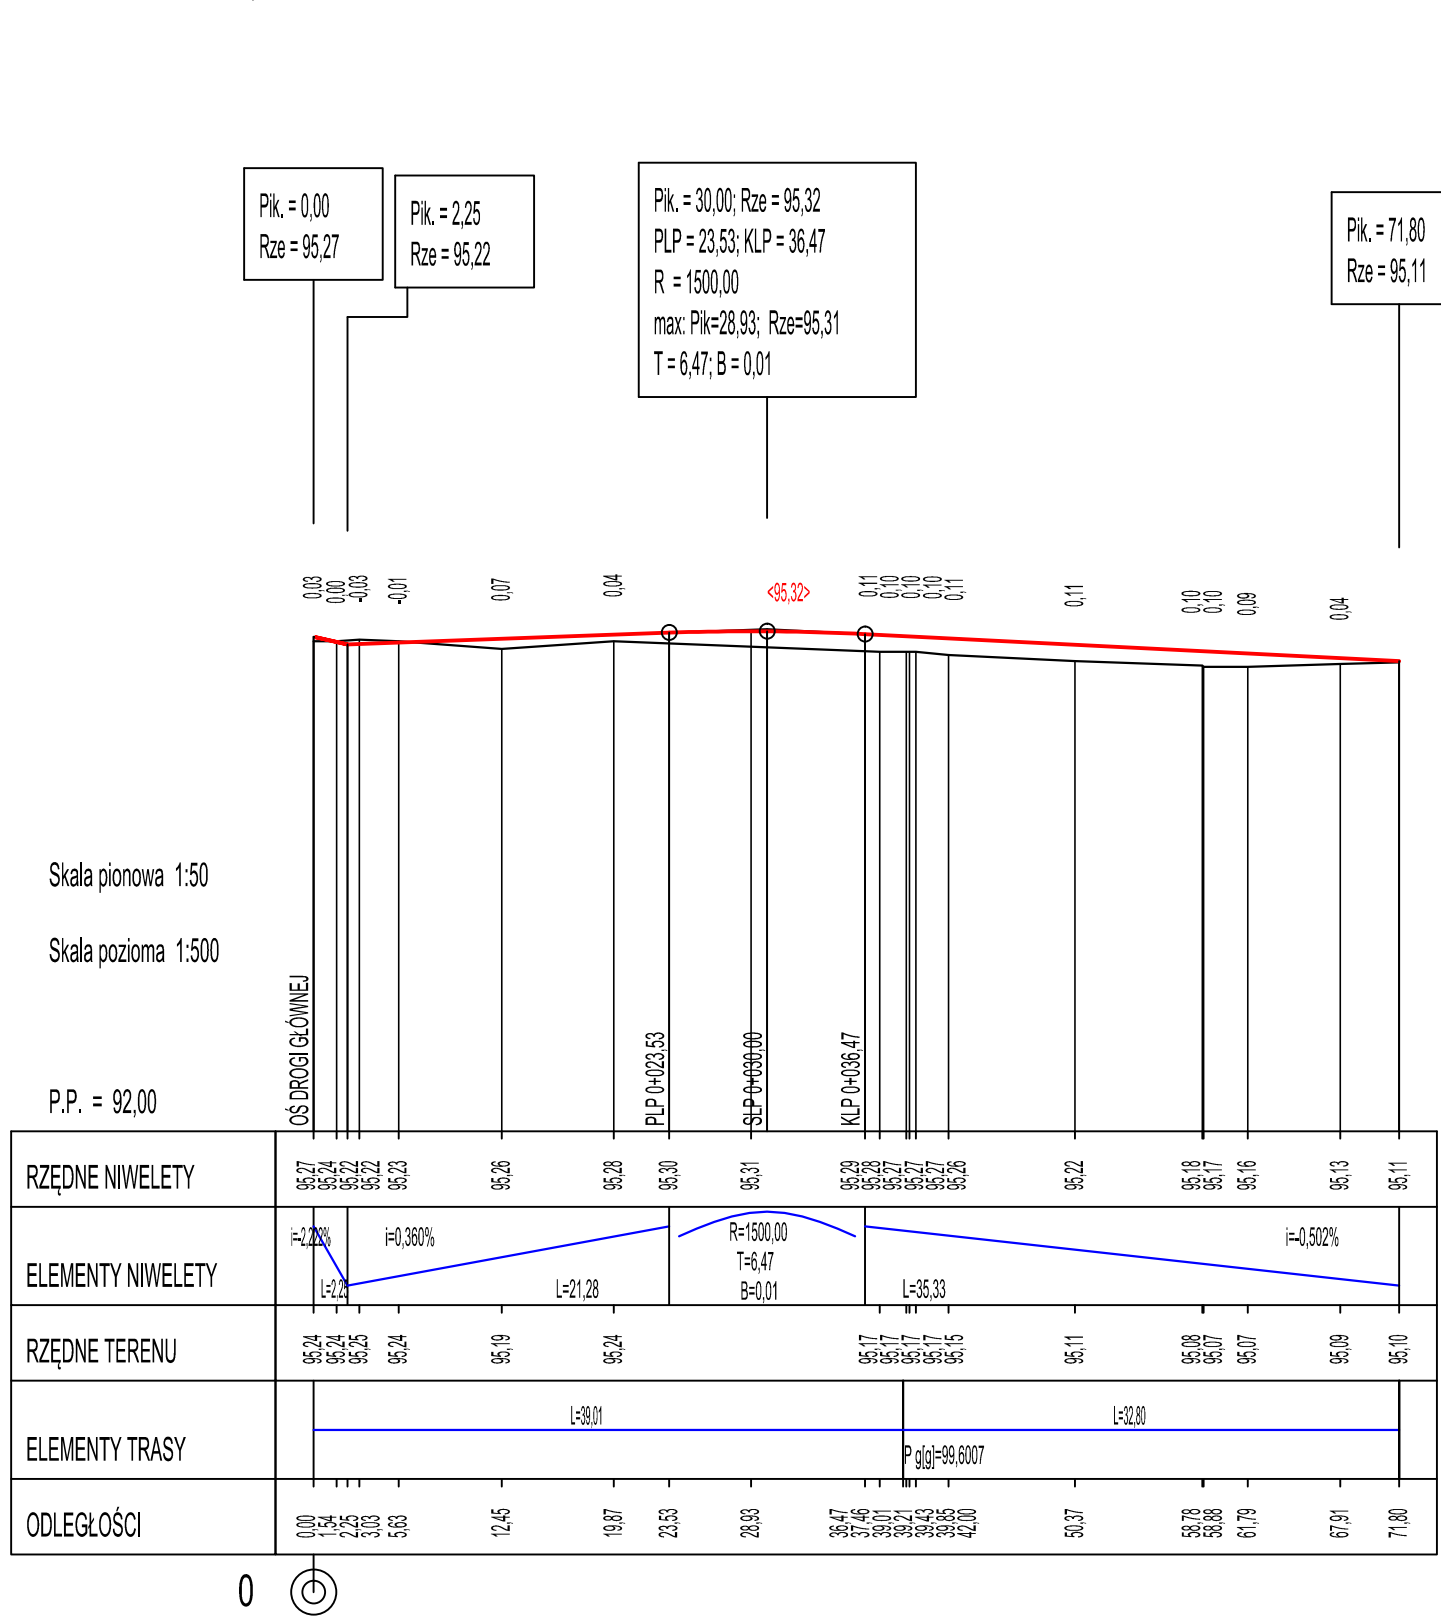 Pik. = 0,00
Rze = 95,27
Pik. = 2,25
Rze = 95,22
Pik. = 30,00; Rze = 95,32
PLP = 23,53; KLP = 36,47
R = 1500,00
max: Pik=28,93; Rze=95,31
T = 6,47; B = 0,01
Pik. = 71,80
Rze = 95,11
0,03 0,00 -0,03 -0,01 0,07 0,04 <95,32> 0,11 0,10 0,10 0,10 0,11 0,11 0,10 0,10 0,09 0,04
Skala pionowa 1:50
Skala pozioma 1:500
P.P. = 92,00
OŚ DROGI GŁÓWNEJ
PLP 0+023,53
SLP 0+030,00
KLP 0+036,47
RZĘDNE NIWELETY
95,27 95,24 95,22 95,22 95,23 95,26 95,28 95,30 95,31 95,29 95,28 95,27 95,27 95,27 95,26 95,22 95,18 95,17 95,16 95,13 95,11
ELEMENTY NIWELETY
i=-2,222%
L=2,25
i=0,360%
L=21,28
R=1500,00
T=6,47
B=0,01
L=35,33
i=-0,502%
RZĘDNE TERENU
95,24 95,24 95,25 95,24 95,19 95,24 95,17 95,17 95,17 95,17 95,15 95,11 95,08 95,07 95,07 95,09 95,10
ELEMENTY TRASY
L=39,01
L=32,80
P g[g]=99,6007
ODLEGŁOŚCI
0,00 1,54 2,25 3,03 5,63 12,45 19,87 23,53 28,93 36,47 37,46 39,01 39,21 39,43 39,85 42,00 50,37 58,78 58,88 61,79 67,91 71,80
0